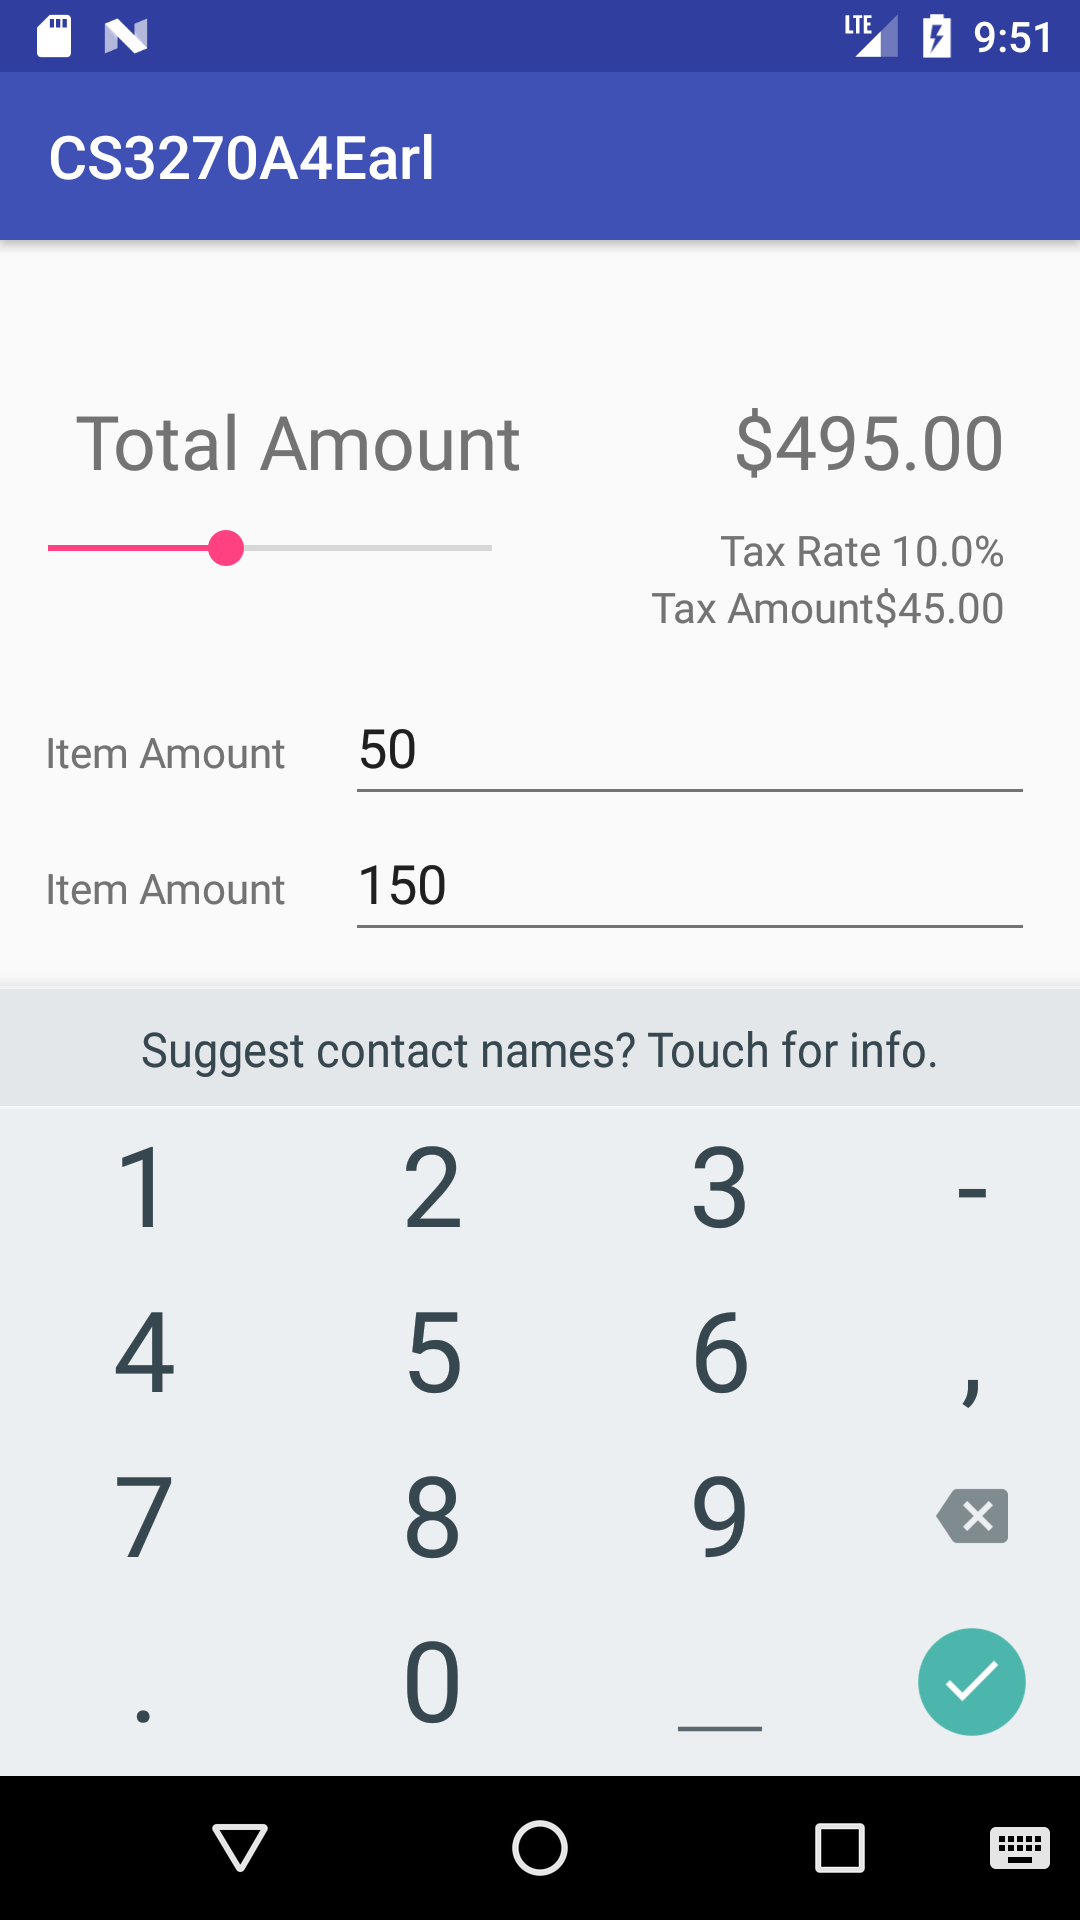 LTE 9:51
CS3270A4Earl
Total Amount $495.00
Tax Rate 10.0%
Tax Amount$45.00
Item Amount 50
Item Amount 150
Suggest contact names? Touch for info.
1 2 3 -
4 5 6 ,
7 8 9
. 0